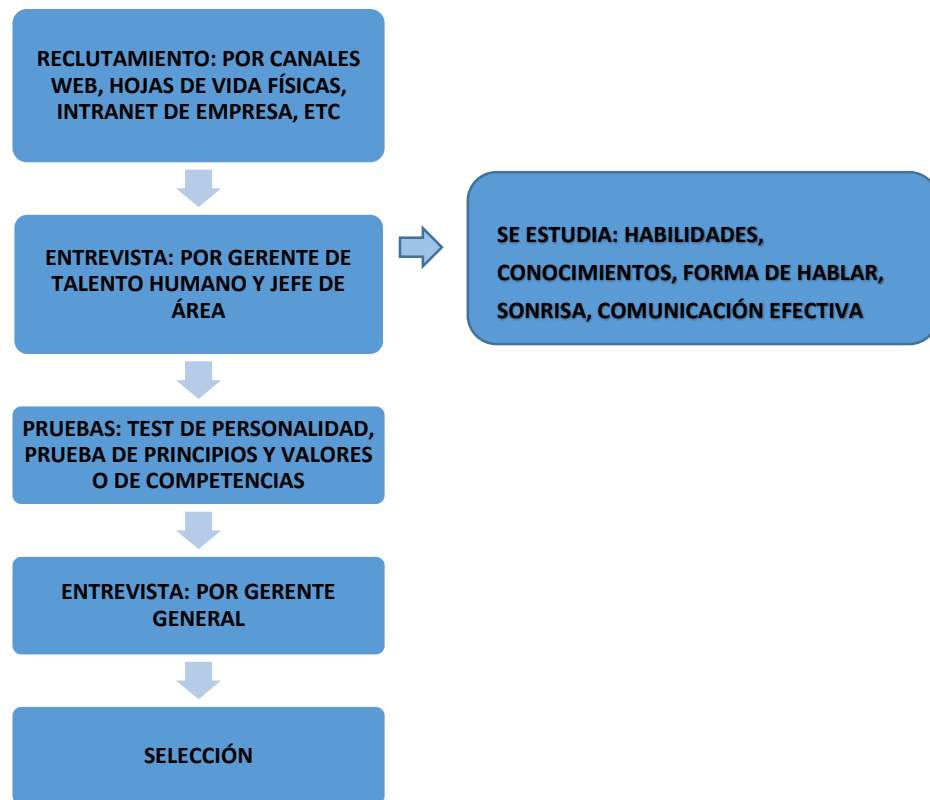 RECLUTAMIENTO: POR CANALES
WEB, HOJAS DE VIDA FÍSICAS,
INTRANET DE EMPRESA, ETC
ENTREVISTA: POR GERENTE DE
TALENTO HUMANO Y JEFE DE
ÁREA
SE ESTUDIA: HABILIDADES,
CONOCIMIENTOS, FORMA DE HABLAR,
SONRISA, COMUNICACIÓN EFECTIVA
PRUEBAS: TEST DE PERSONALIDAD,
PRUEBA DE PRINCIPIOS Y VALORES
O DE COMPETENCIAS
ENTREVISTA: POR GERENTE
GENERAL
SELECCIÓN